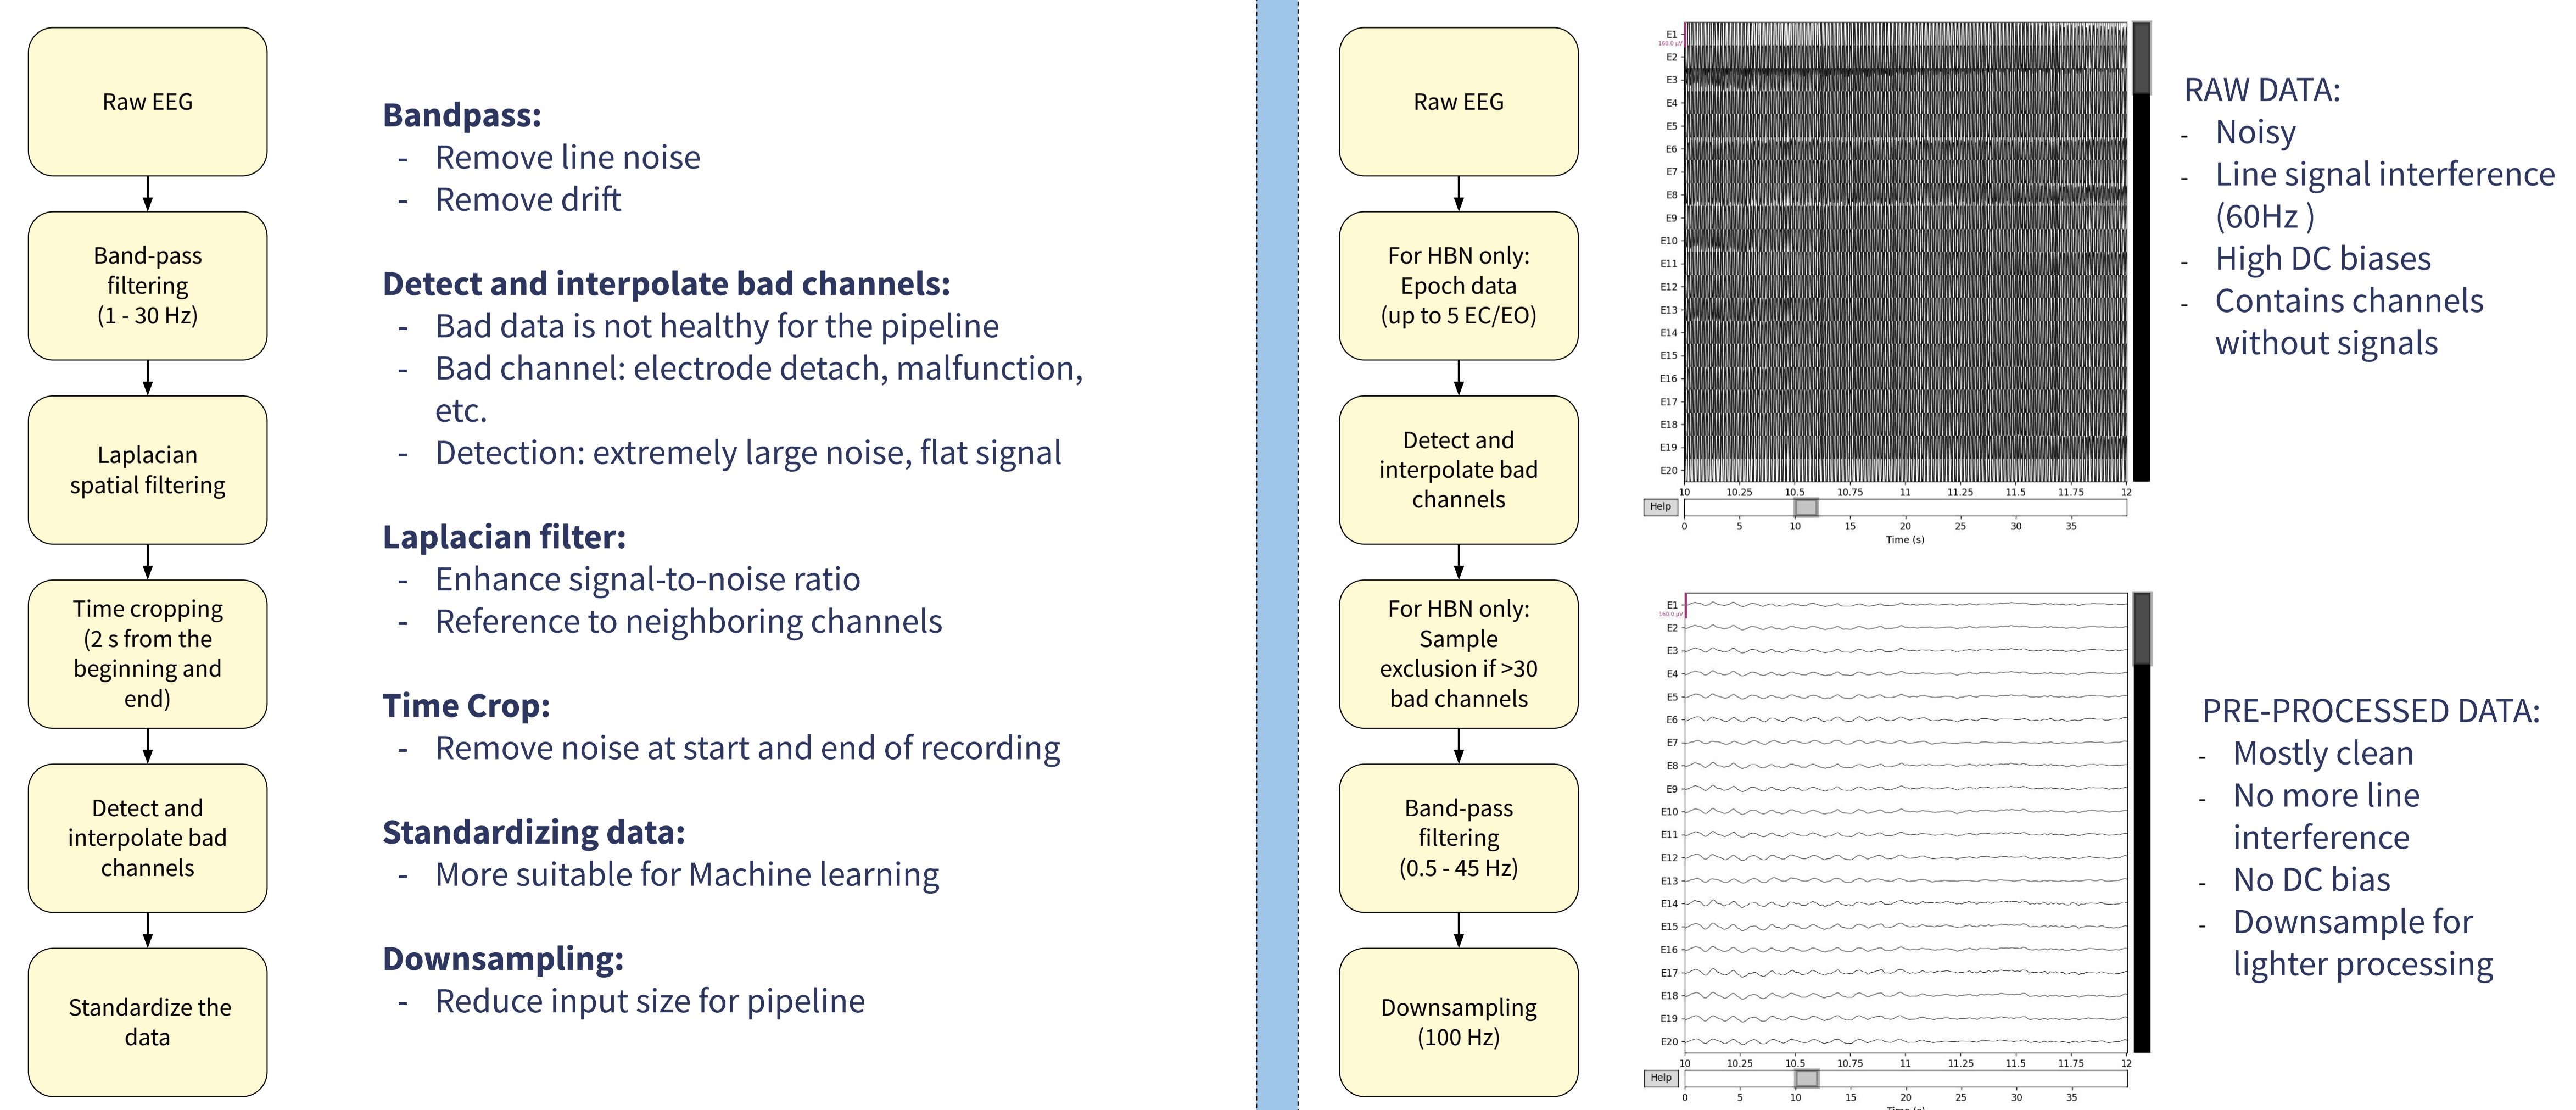 Raw EEG
Band-pass
filtering
(1 - 30 Hz)
Laplacian
spatial filtering
Time cropping
(2 s from the
beginning and
end)
Detect and
interpolate bad
channels
Standardize the
data
Bandpass:
- Remove line noise
- Remove drift
Detect and interpolate bad channels:
- Bad data is not healthy for the pipeline
- Bad channel: electrode detach, malfunction,
etc.
- Detection: extremely large noise, flat signal
Laplacian filter:
- Enhance signal-to-noise ratio
- Reference to neighboring channels
Time Crop:
- Remove noise at start and end of recording
Standardizing data:
- More suitable for Machine learning
Downsampling:
- Reduce input size for pipeline
Raw EEG
For HBN only:
Epoch data
(up to 5 EC/EO)
Detect and
interpolate bad
channels
For HBN only:
Sample
exclusion if >30
bad channels
Band-pass
filtering
(0.5 - 45 Hz)
Downsampling
(100 Hz)
E1
160.0 μV
E2
E3
E4
E5
E6
E7
E8
E9
E10
E11
E12
E13
E14
E15
E16
E17
E18
E19
E20
10 10.25 10.5 10.75 11 11.25 11.5 11.75 12
Help
0 5 10 15 20 25 30 35
Time (s)
RAW DATA:
- Noisy
- Line signal interference
(60Hz )
- High DC biases
- Contains channels
without signals
E1
160.0 μV
E2
E3
E4
E5
E6
E7
E8
E9
E10
E11
E12
E13
E14
E15
E16
E17
E18
E19
E20
10 10.25 10.5 10.75 11 11.25 11.5 11.75 12
Help
0 5 10 15 20 25 30 35
Time (s)
PRE-PROCESSED DATA:
- Mostly clean
- No more line
interference
- No DC bias
- Downsample for
lighter processing